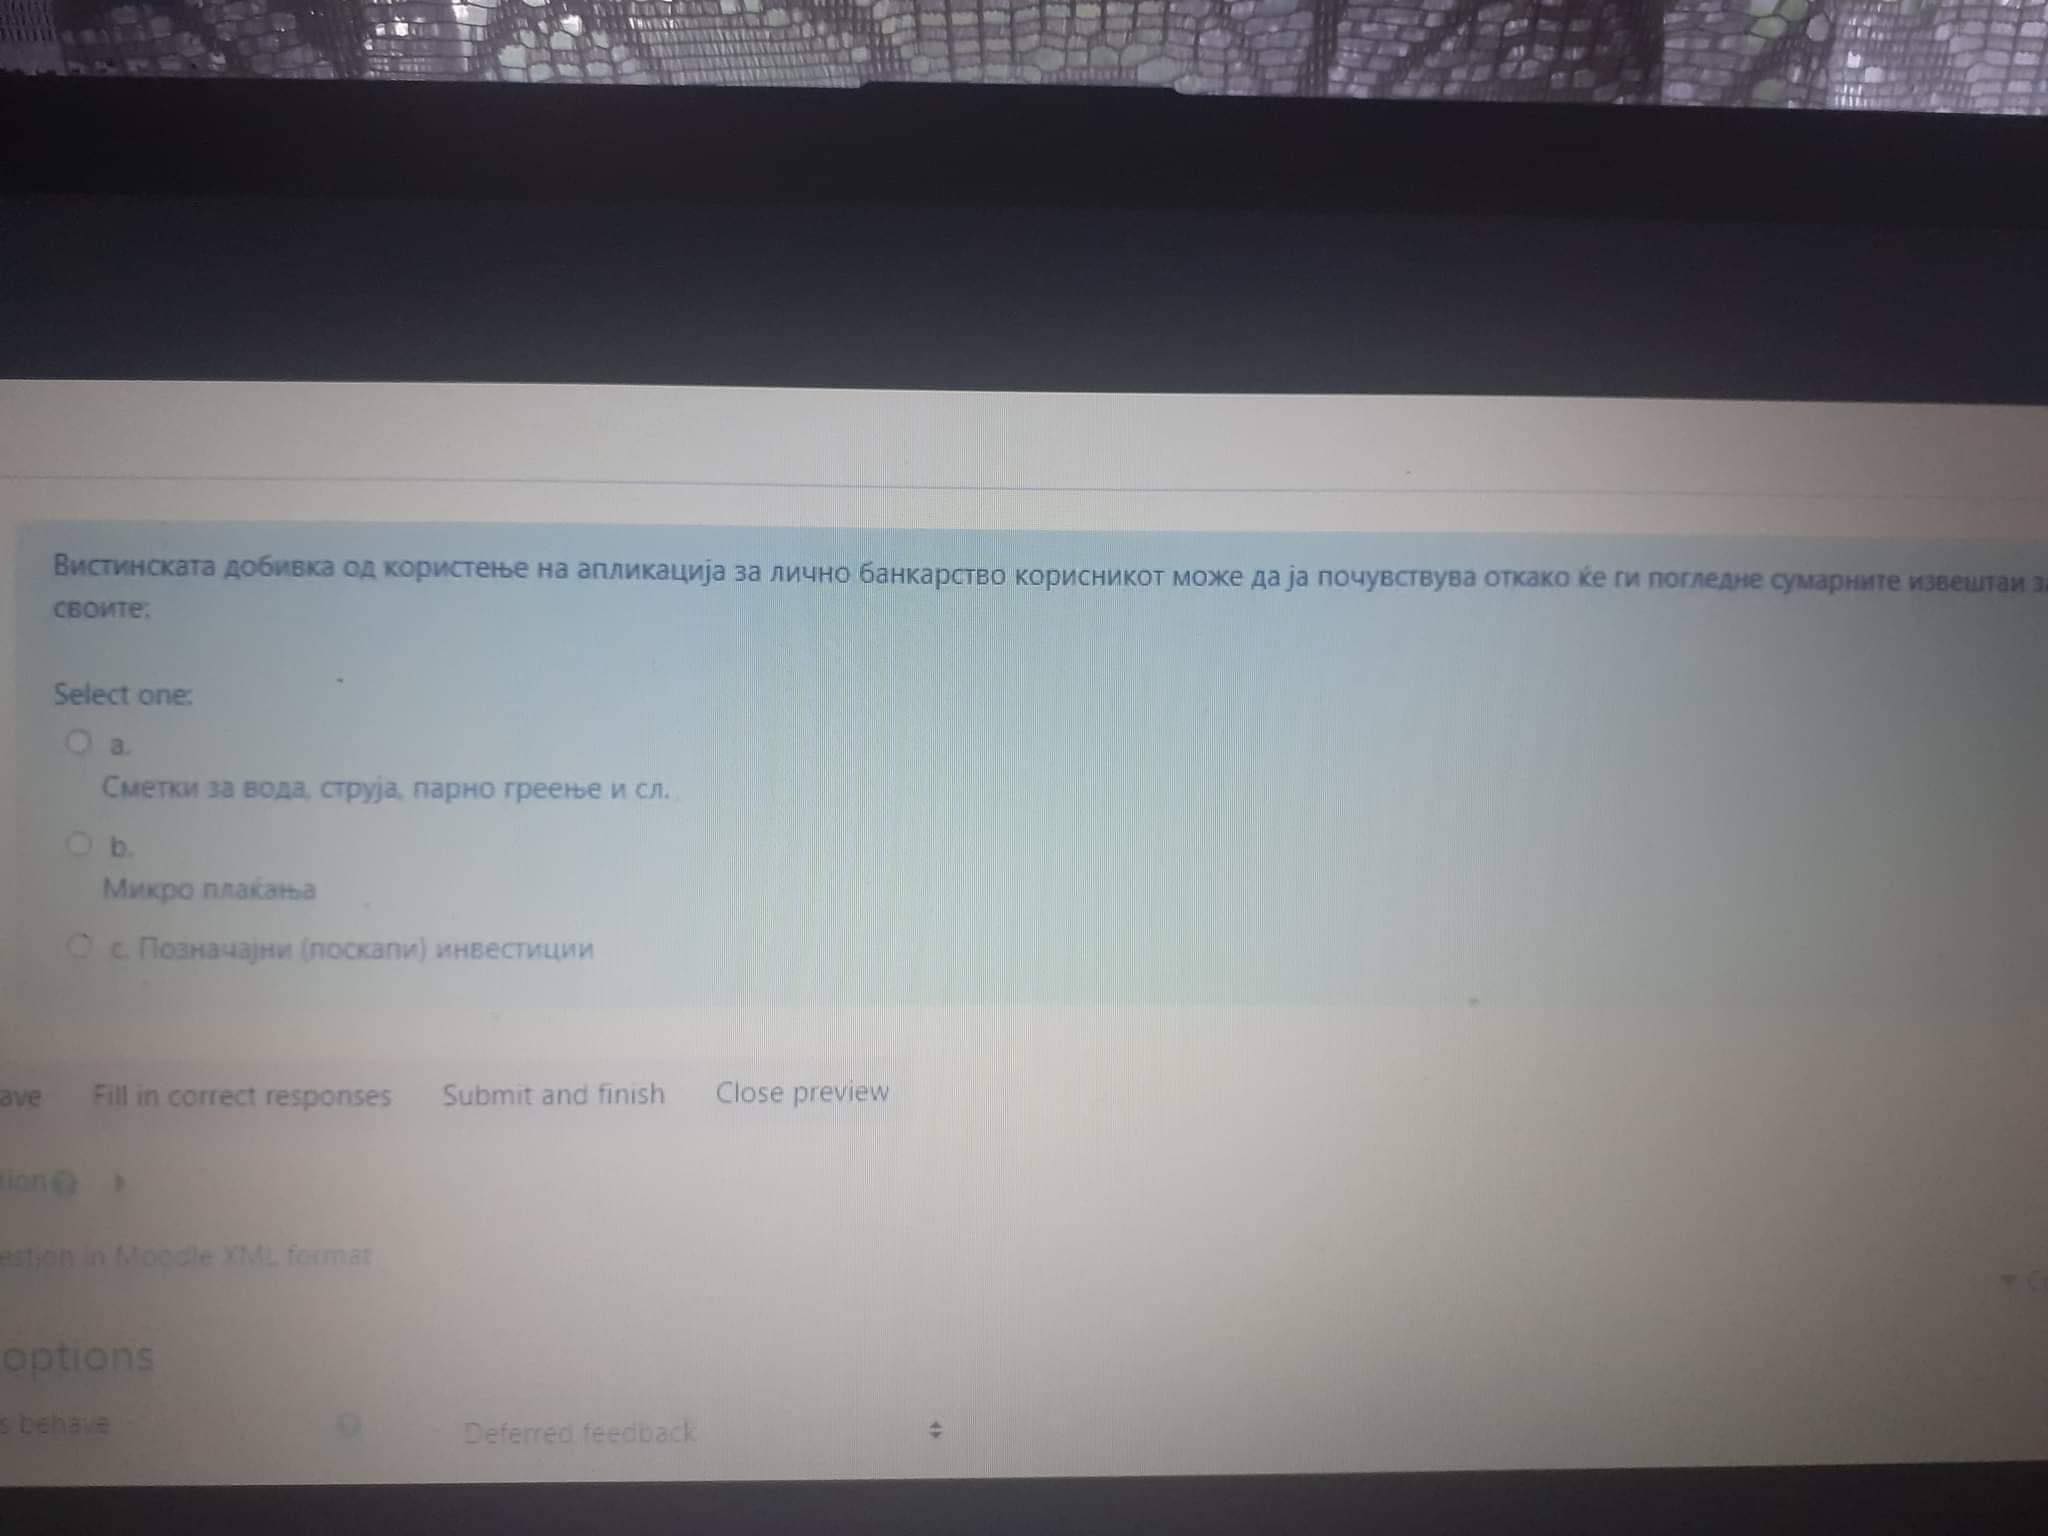 Вистинската добивка од користење на апликација за лично банкарство корисникот може да ја почувствува откако ќе ги погледне сумарните извештаи за
своите:
Select one:
a.
Сметки за вода, струја, парно греење и сл.
b.
Микро плаќања
c. Позначајни (поскапи) инвестиции
ave Fill in correct responses Submit and finish Close preview
tion
estion in Moodle XML format
options
s behave Deferred feedback